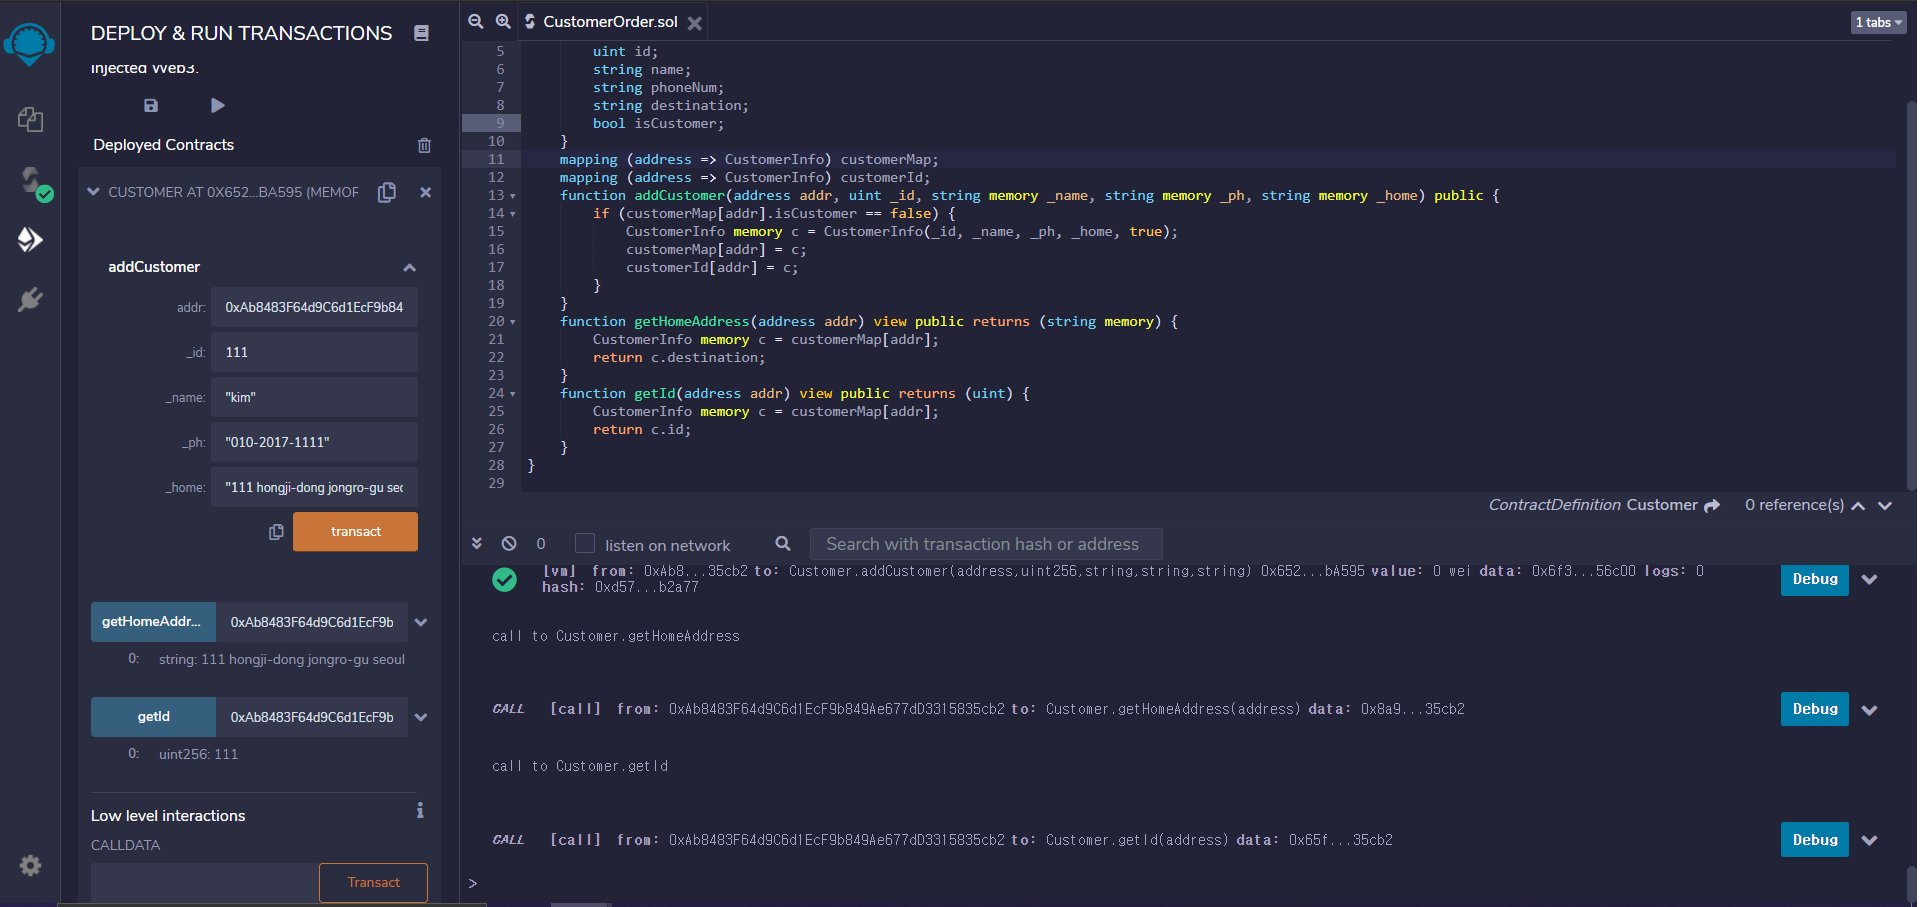 DEPLOY & RUN TRANSACTIONS
Injected Web3.
Deployed Contracts
CUSTOMER AT 0X652...BA595 (MEMOR
addCustomer
addr: 0xAb8483F64d9C6d1EcF9b84
_id: 111
_name: "kim"
_ph: "010-2017-1111"
_home: "111 hongji-dong jongro-gu seo
transact
getHomeAddr... 0xAb8483F64d9C6d1EcF9b
0: string: 111 hongji-dong jongro-gu seoul
getId 0xAb8483F64d9C6d1EcF9b
0: uint256: 111
Low level interactions
CALLDATA
Transact
CustomerOrder.sol
1 tabs
5 uint id;
6 string name;
7 string phoneNum;
8 string destination;
9 bool isCustomer;
10 }
11 mapping (address => CustomerInfo) customerMap;
12 mapping (address => CustomerInfo) customerId;
13 function addCustomer(address addr, uint _id, string memory _name, string memory _ph, string memory _home) public {
14 if (customerMap[addr].isCustomer == false) {
15 CustomerInfo memory c = CustomerInfo(_id, _name, _ph, _home, true);
16 customerMap[addr] = c;
17 customerId[addr] = c;
18 }
19 }
20 function getHomeAddress(address addr) view public returns (string memory) {
21 CustomerInfo memory c = customerMap[addr];
22 return c.destination;
23 }
24 function getId(address addr) view public returns (uint) {
25 CustomerInfo memory c = customerMap[addr];
26 return c.id;
27 }
28 }
29
ContractDefinition Customer 0 reference(s)
0 listen on network Search with transaction hash or address
[vm] from: 0xAb8...35cb2 to: Customer.addCustomer(address,uint256,string,string,string) 0x652...bA595 value: 0 wei data: 0x6f3...56c00 logs: 0
hash: 0xd57...b2a77
Debug
call to Customer.getHomeAddress
CALL [call] from: 0xAb8483F64d9C6d1EcF9b849Ae677dD3315835cb2 to: Customer.getHomeAddress(address) data: 0x8a9...35cb2
Debug
call to Customer.getId
CALL [call] from: 0xAb8483F64d9C6d1EcF9b849Ae677dD3315835cb2 to: Customer.getId(address) data: 0x65f...35cb2
Debug
>